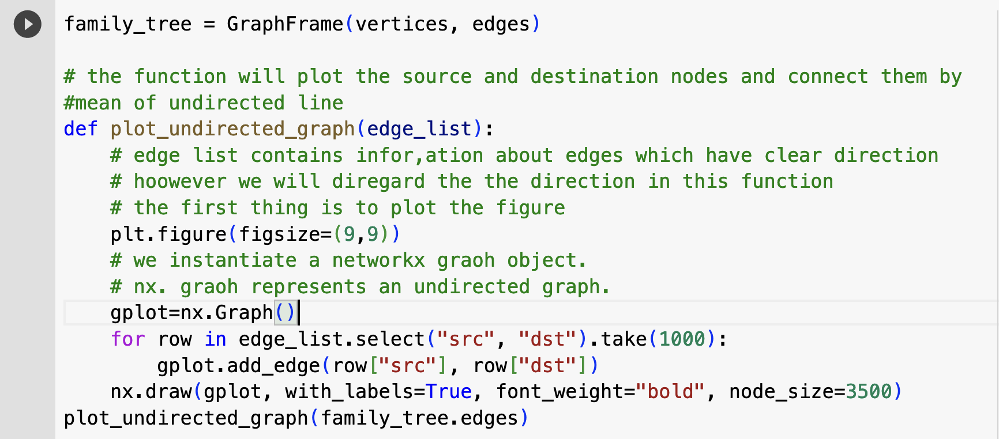 family_tree = GraphFrame(vertices, edges)
# the function will plot the source and destination nodes and connect them by
#mean of undirected line
def plot_undirected_graph(edge_list):
    # edge list contains infor,ation about edges which have clear direction
    # hoowever we will diregard the the direction in this function
    # the first thing is to plot the figure
    plt.figure(figsize=(9,9))
    # we instantiate a networkx graoh object.
    # nx. graoh represents an undirected graph.
    gplot=nx.Graph()
    for row in edge_list.select("src", "dst").take(1000):
        gplot.add_edge(row["src"], row["dst"])
    nx.draw(gplot, with_labels=True, font_weight="bold", node_size=3500)
plot_undirected_graph(family_tree.edges)